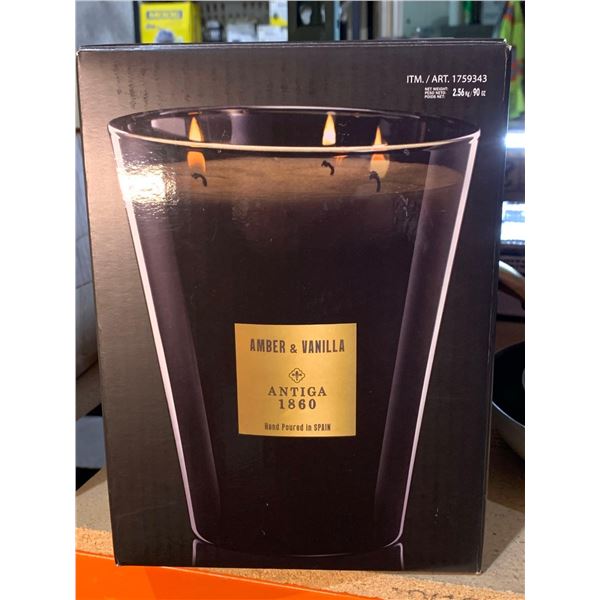 ITM. / ART. 1759343
NET WEIGHT:
PESO NETO:
POIDS NET:
2.56 kg / 90 oz
AMBER & VANILLA
ANTIGA
1860
Hand Poured in SPAIN